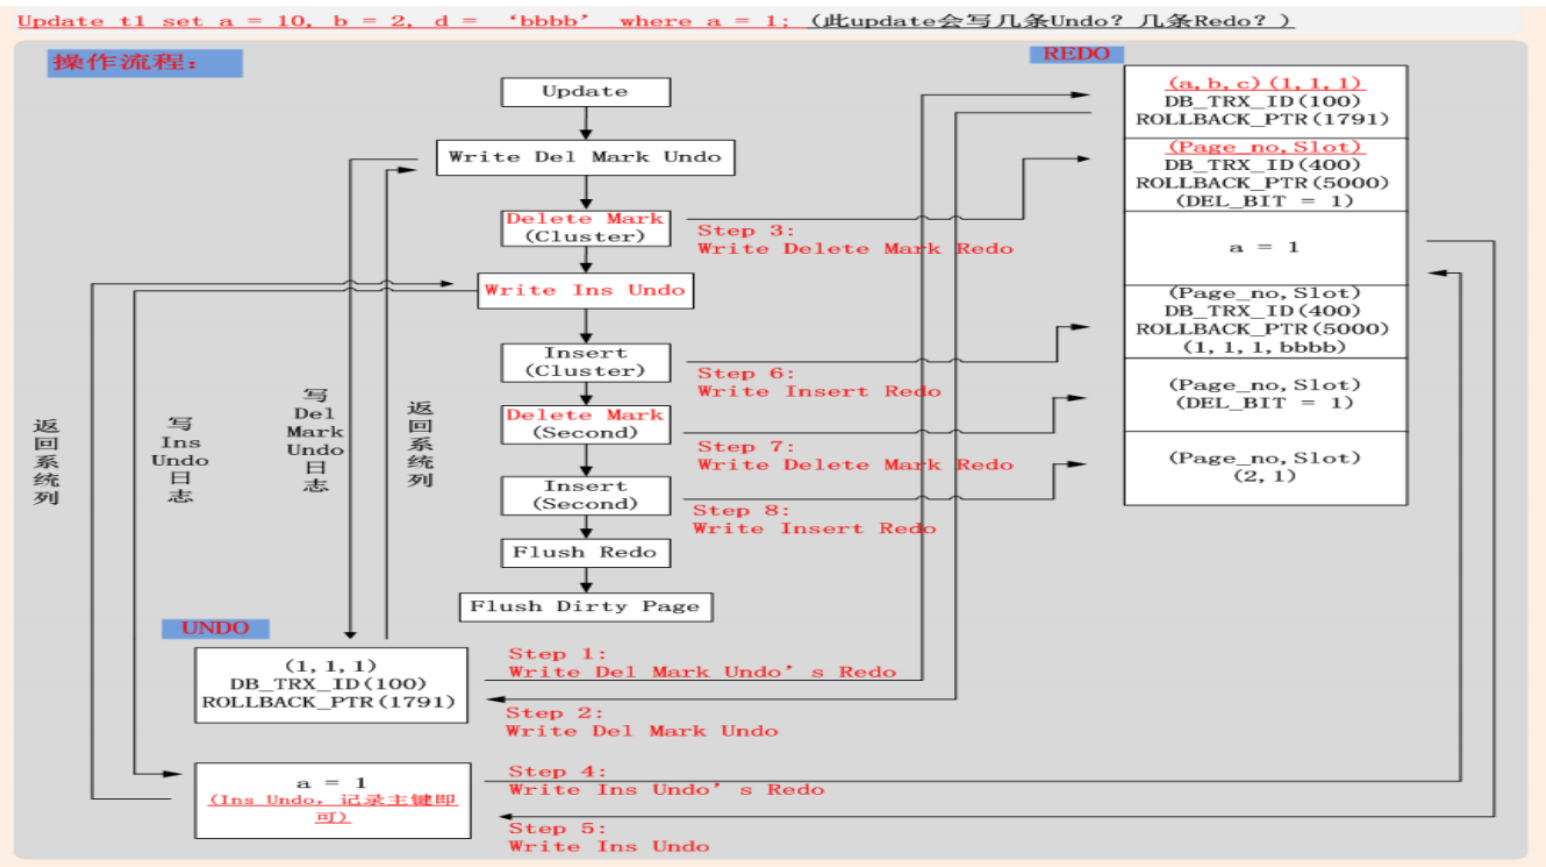 Update t1 set a = 10, b = 2, d = ‘bbbb’ where a = 1; (此update会写几条Undo? 几条Redo? )
操作流程:
REDO
Update
Write Del Mark Undo
Delete Mark
(Cluster)
Write Ins Undo
Insert
(Cluster)
Delete Mark
(Second)
Insert
(Second)
Flush Redo
Flush Dirty Page
Step 3:
Write Delete Mark Redo
Step 6:
Write Insert Redo
Step 7:
Write Delete Mark Redo
Step 8:
Write Insert Redo
(a,b,c)(1,1,1)
DB_TRX_ID(100)
ROLLBACK_PTR(1791)
(Page_no,Slot)
DB_TRX_ID(400)
ROLLBACK_PTR(5000)
(DEL_BIT = 1)
a = 1
(Page_no,Slot)
DB_TRX_ID(400)
ROLLBACK_PTR(5000)
(1,1,1,bbbb)
(Page_no,Slot)
(DEL_BIT = 1)
(Page_no,Slot)
(2,1)
返回系统列
写
Ins
Undo
日志
写
Del
Mark
Undo
日志
返回系统列
UNDO
(1,1,1)
DB_TRX_ID(100)
ROLLBACK_PTR(1791)
Step 1:
Write Del Mark Undo’s Redo
Step 2:
Write Del Mark Undo
a = 1
(Ins Undo, 记录主键即
可)
Step 4:
Write Ins Undo’s Redo
Step 5:
Write Ins Undo